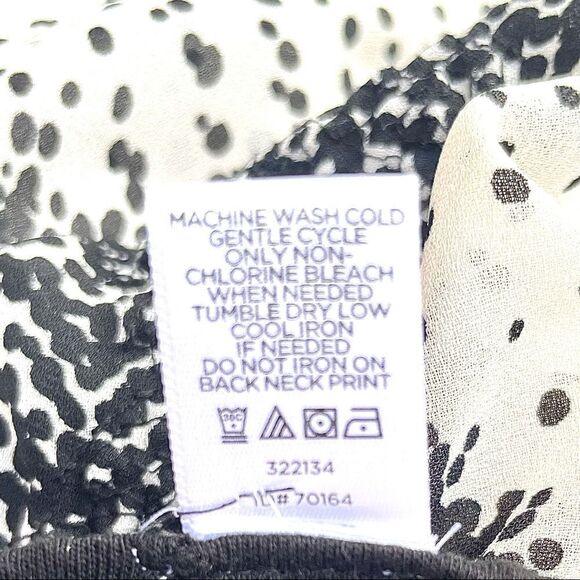 MACHINE WASH COLD
GENTLE CYCLE
ONLY NON-
CHLORINE BLEACH
WHEN NEEDED
TUMBLE DRY LOW
COOL IRON
IF NEEDED
DO NOT IRON ON
BACK NECK PRINT
30C
322134
# 70164